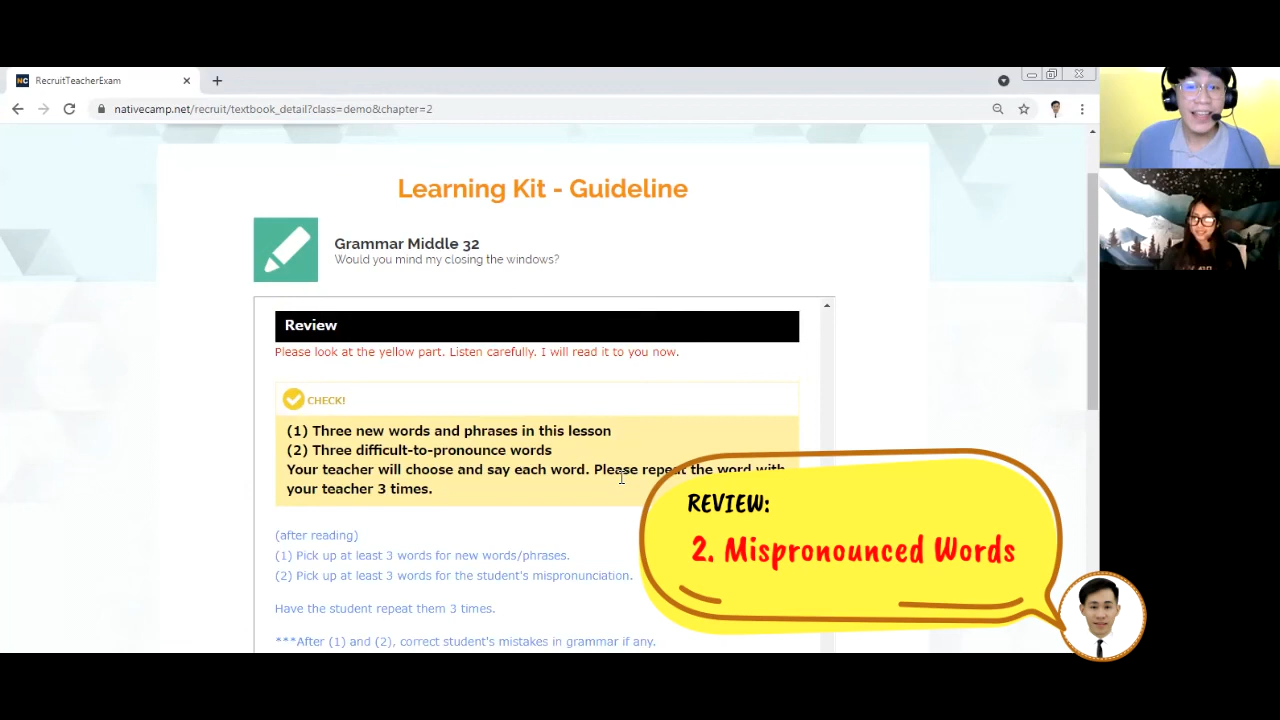 NC RecruitTeacherExam
nativecamp.net/recruit/textbook_detail?class=demo&chapter=2
Learning Kit - Guideline
Grammar Middle 32
Would you mind my closing the windows?
Review
Please look at the yellow part. Listen carefully. I will read it to you now.
CHECK!
(1) Three new words and phrases in this lesson
(2) Three difficult-to-pronounce words
Your teacher will choose and say each word. Please repeat the word with
your teacher 3 times.
(after reading)
(1) Pick up at least 3 words for new words/phrases.
(2) Pick up at least 3 words for the student's mispronunciation.
Have the student repeat them 3 times.
***After (1) and (2), correct student's mistakes in grammar if any.
REVIEW:
2. Mispronounced Words